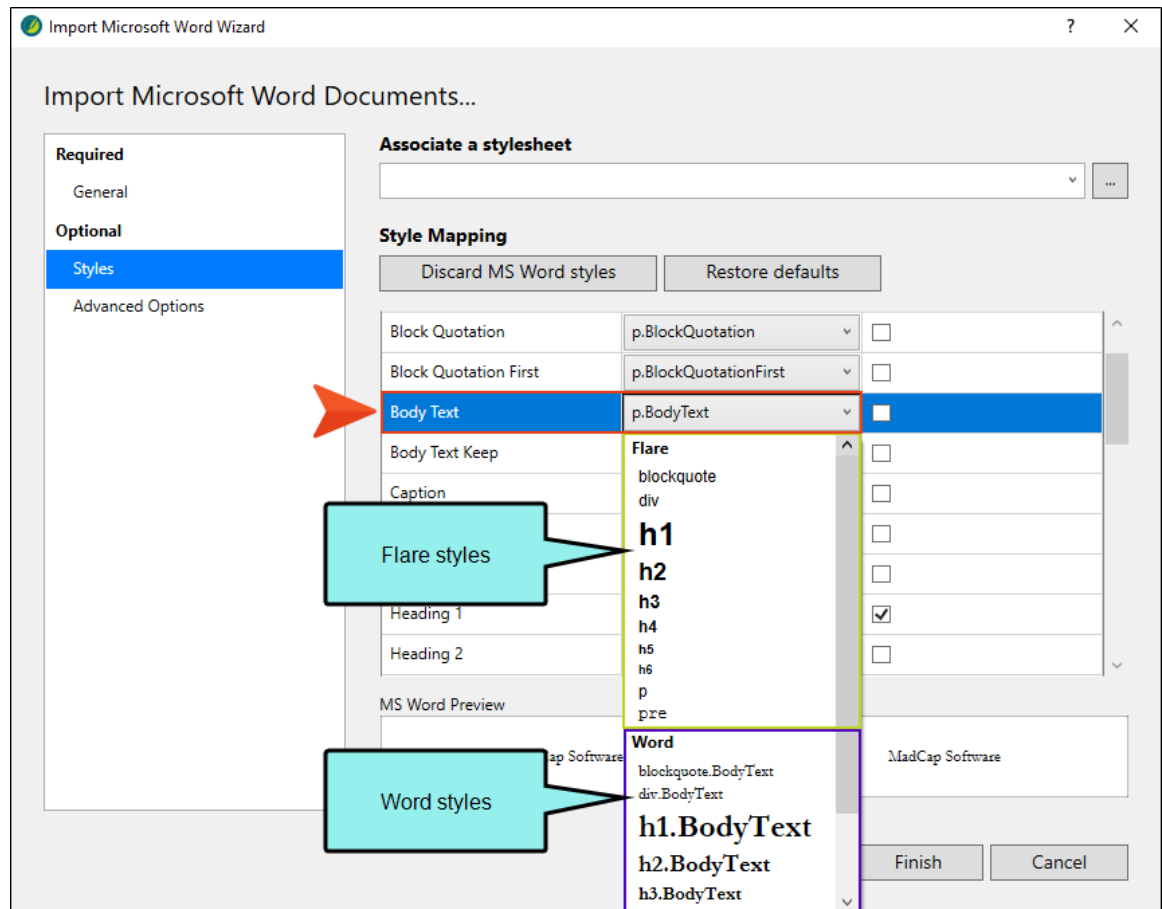 Import Microsoft Word Wizard
?
Import Microsoft Word Documents...
Required
General
Optional
Styles
Advanced Options
Associate a stylesheet
...
Style Mapping
Discard MS Word styles
Restore defaults
Block Quotation
p.BlockQuotation
Block Quotation First
p.BlockQuotationFirst
Body Text
p.BodyText
Body Text Keep
Caption
Heading 1
Heading 2
Flare
blockquote
div
h1
h2
h3
h4
h5
h6
p
pre
Flare styles
MS Word Preview
Word
blockquote.BodyText
div.BodyText
h1.BodyText
h2.BodyText
h3.BodyText
Word styles
Software
MadCap Software
Finish
Cancel